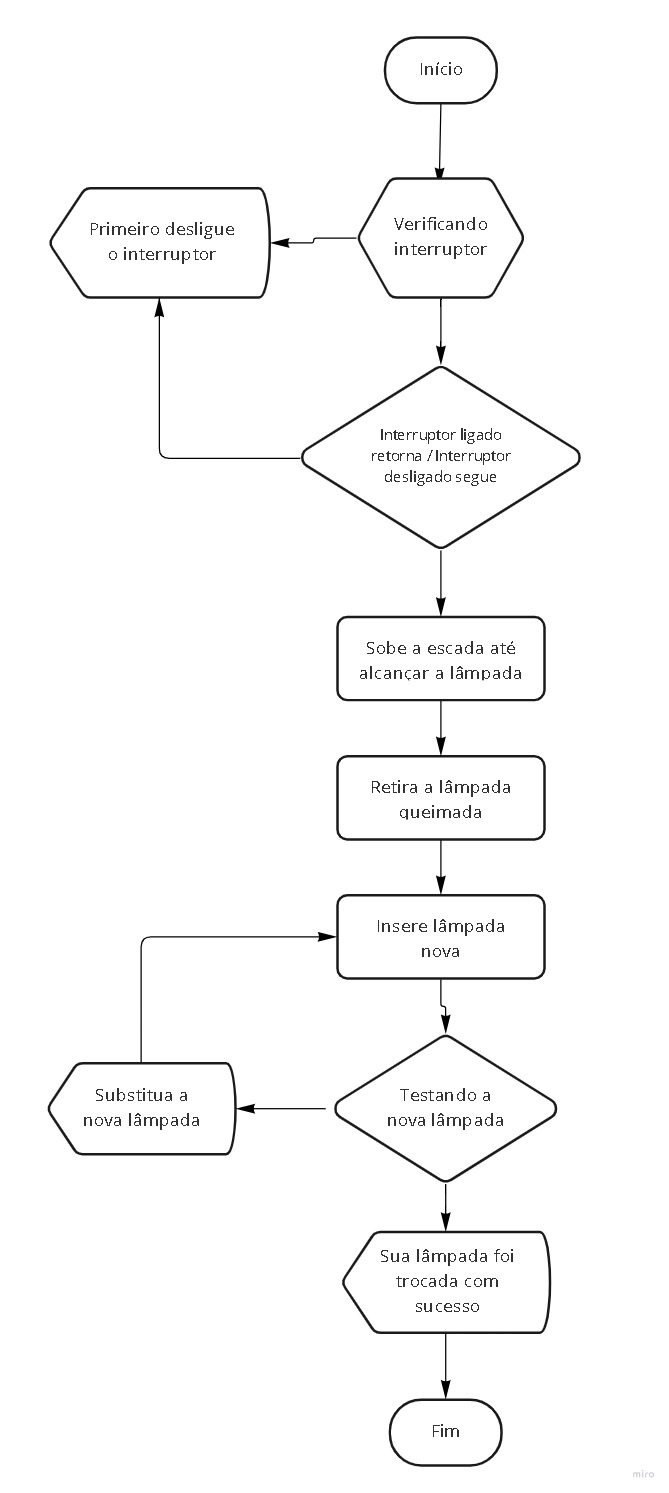 Início
Verificando
interruptor
Primeiro desligue
o interruptor
Interruptor ligado
retorna / Interruptor
desligado segue
Sobe a escada até
alcançar a lâmpada
Retira a lâmpada
queimada
Insere lâmpada
nova
Testando a
nova lâmpada
Substitua a
nova lâmpada
Sua lâmpada foi
trocada com
sucesso
Fim
miro